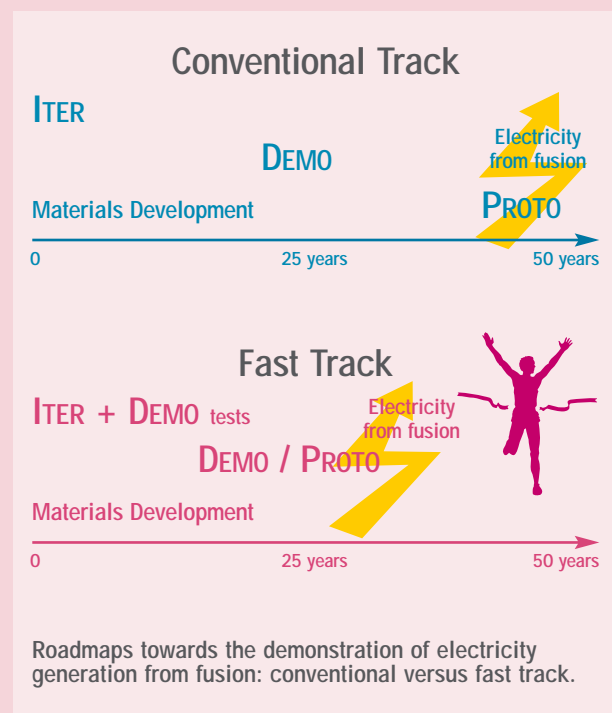 Conventional Track
ITER
Electricity
from fusion
DEMO
Materials Development
PROTO
0 25 years 50 years
Fast Track
ITER + DEMO tests
Electricity
from fusion
DEMO / PROTO
Materials Development
0 25 years 50 years
Roadmaps towards the demonstration of electricity
generation from fusion: conventional versus fast track.